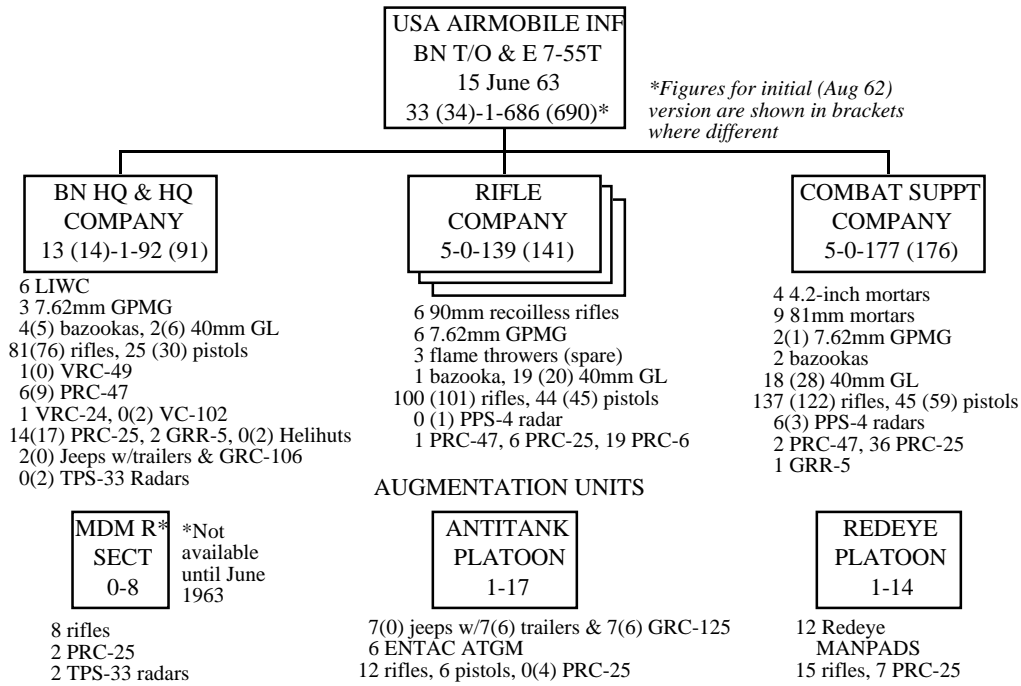 USA AIRMOBILE INF
BN T/O & E 7-55T
15 June 63
33 (34)-1-686 (690)*
*Figures for initial (Aug 62)
version are shown in brackets
where different
BN HQ & HQ
COMPANY
13 (14)-1-92 (91)
6 LIWC
3 7.62mm GPMG
4(5) bazookas, 2(6) 40mm GL
81(76) rifles, 25 (30) pistols
1(0) VRC-49
6(9) PRC-47
1 VRC-24, 0(2) VC-102
14(17) PRC-25, 2 GRR-5, 0(2) Helihuts
2(0) Jeeps w/trailers & GRC-106
0(2) TPS-33 Radars
RIFLE
COMPANY
5-0-139 (141)
6 90mm recoilless rifles
6 7.62mm GPMG
3 flame throwers (spare)
1 bazooka, 19 (20) 40mm GL
100 (101) rifles, 44 (45) pistols
0 (1) PPS-4 radar
1 PRC-47, 6 PRC-25, 19 PRC-6
COMBAT SUPPT
COMPANY
5-0-177 (176)
4 4.2-inch mortars
9 81mm mortars
2(1) 7.62mm GPMG
2 bazookas
18 (28) 40mm GL
137 (122) rifles, 45 (59) pistols
6(3) PPS-4 radars
2 PRC-47, 36 PRC-25
1 GRR-5
AUGMENTATION UNITS
MDM R*
SECT
0-8
*Not
available
until June
1963
8 rifles
2 PRC-25
2 TPS-33 radars
ANTITANK
PLATOON
1-17
7(0) jeeps w/7(6) trailers & 7(6) GRC-125
6 ENTAC ATGM
12 rifles, 6 pistols, 0(4) PRC-25
REDEYE
PLATOON
1-14
12 Redeye
MANPADS
15 rifles, 7 PRC-25